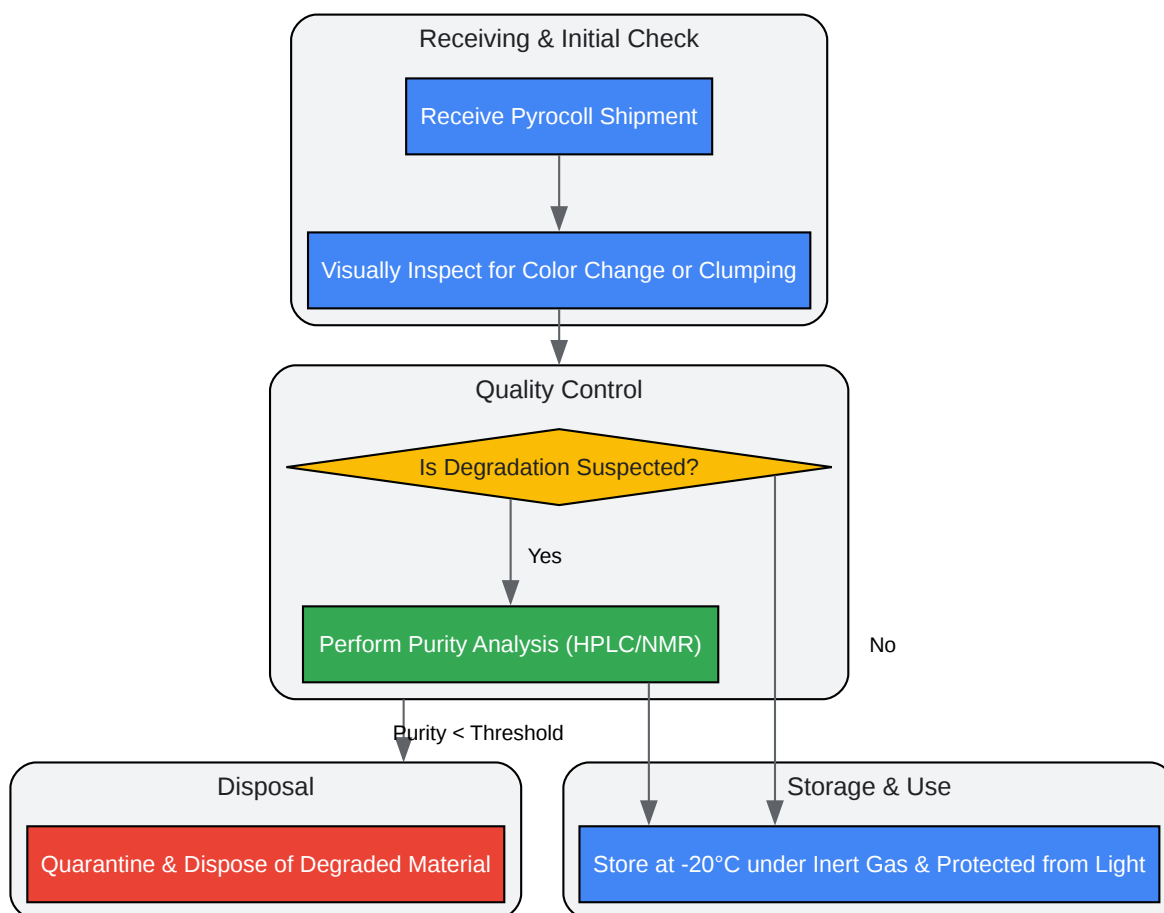 Receiving & Initial Check
Receive Pyrocoll Shipment
Visually Inspect for Color Change or Clumping
Quality Control
Is Degradation Suspected?
Yes
Perform Purity Analysis (HPLC/NMR)
No
Purity < Threshold
Disposal
Storage & Use
Quarantine & Dispose of Degraded Material
Store at -20°C under Inert Gas & Protected from Light